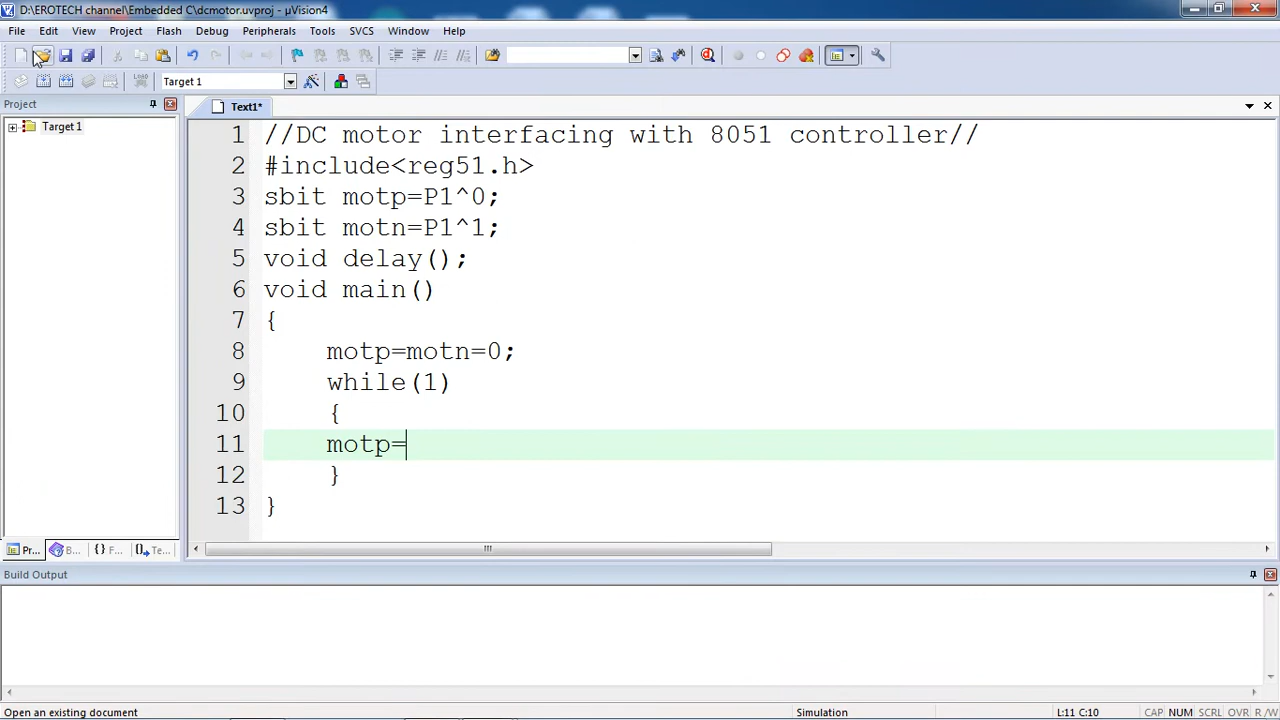 D:\EROTECH channel\Embedded C\dcmotor.uvproj - µVision4
File Edit View Project Flash Debug Peripherals Tools SVCS Window Help
LOAD Target 1
Project
Text1*
Target 1
1 //DC motor interfacing with 8051 controller//
2 #include<reg51.h>
3 sbit motp=P1^0;
4 sbit motn=P1^1;
5 void delay();
6 void main()
7 {
8 motp=motn=0;
9 while(1)
10 {
11 motp=
12 }
13 }
Pr... B... {} F... Te...
Build Output
Open an existing document Simulation L:11 C:10 CAP NUM SCRL OVR R/W